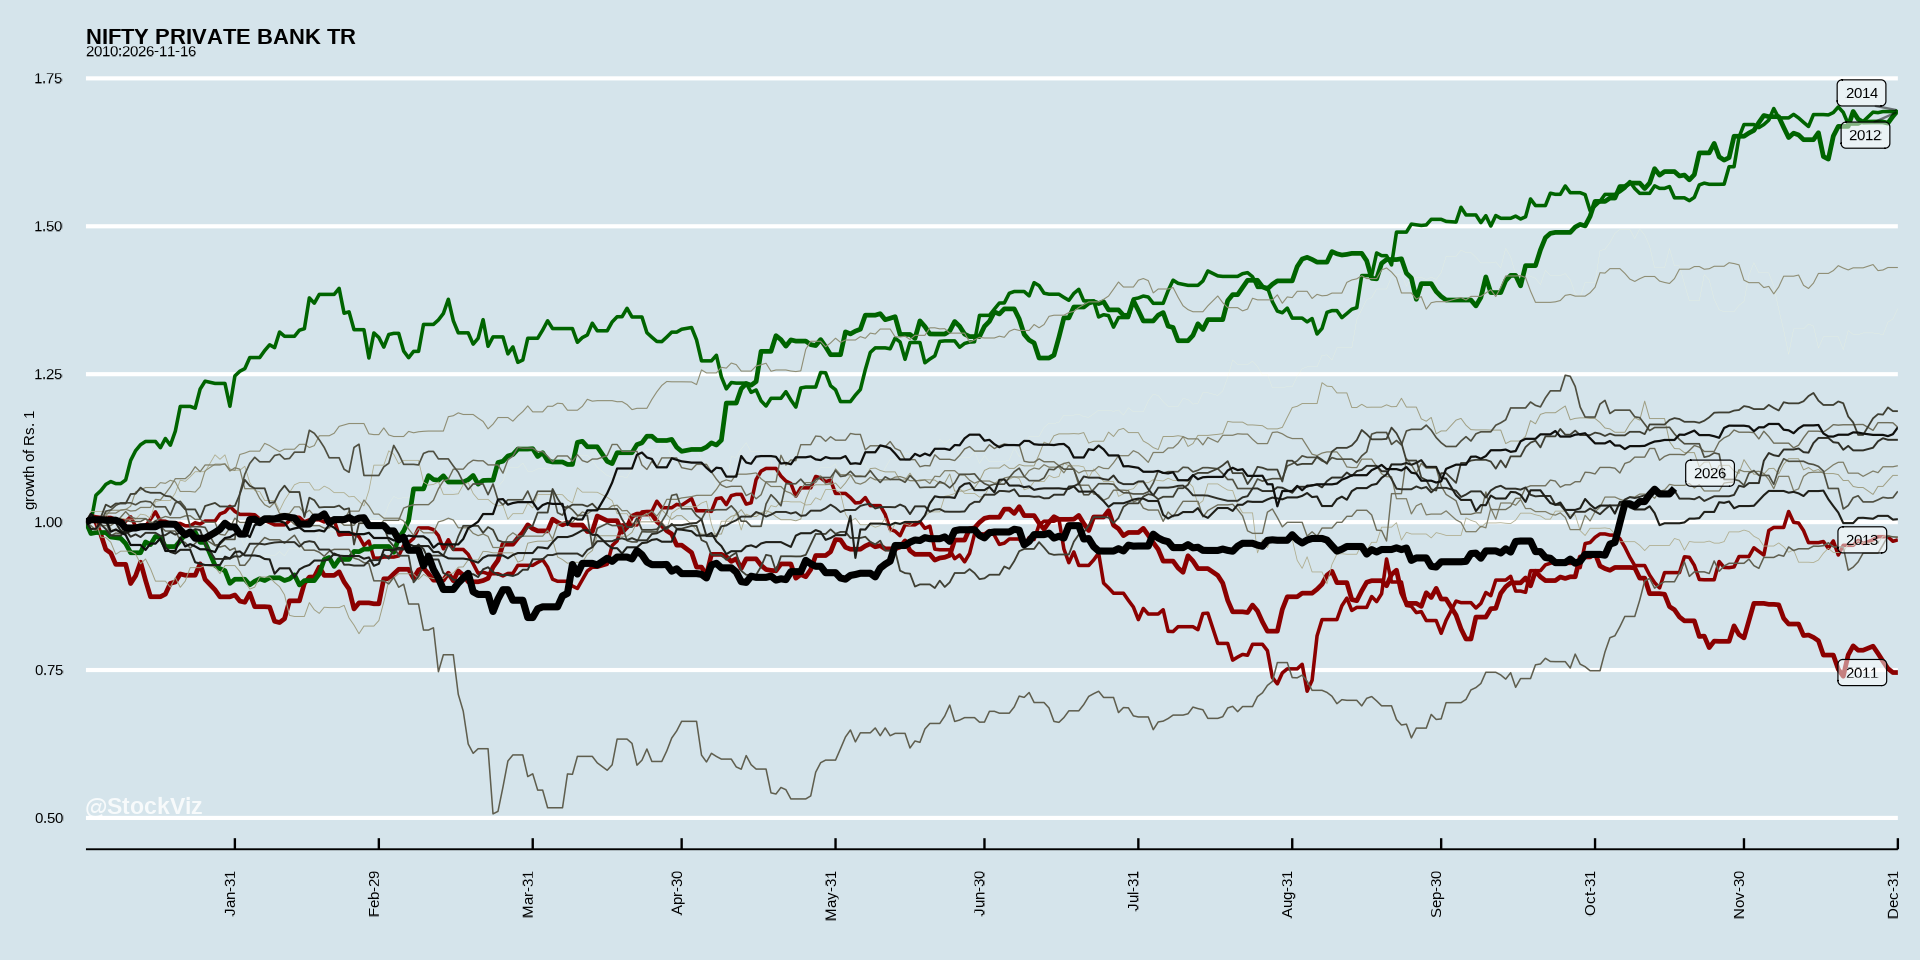 NIFTY PRIVATE BANK TR
2010:2026-11-16
growth of Rs. 1
1.75
1.50
1.25
1.00
0.75
0.50
2014
2012
2026
2013
2011
@StockViz
Jan-31
Feb-29
Mar-31
Apr-30
May-31
Jun-30
Jul-31
Aug-31
Sep-30
Oct-31
Nov-30
Dec-31